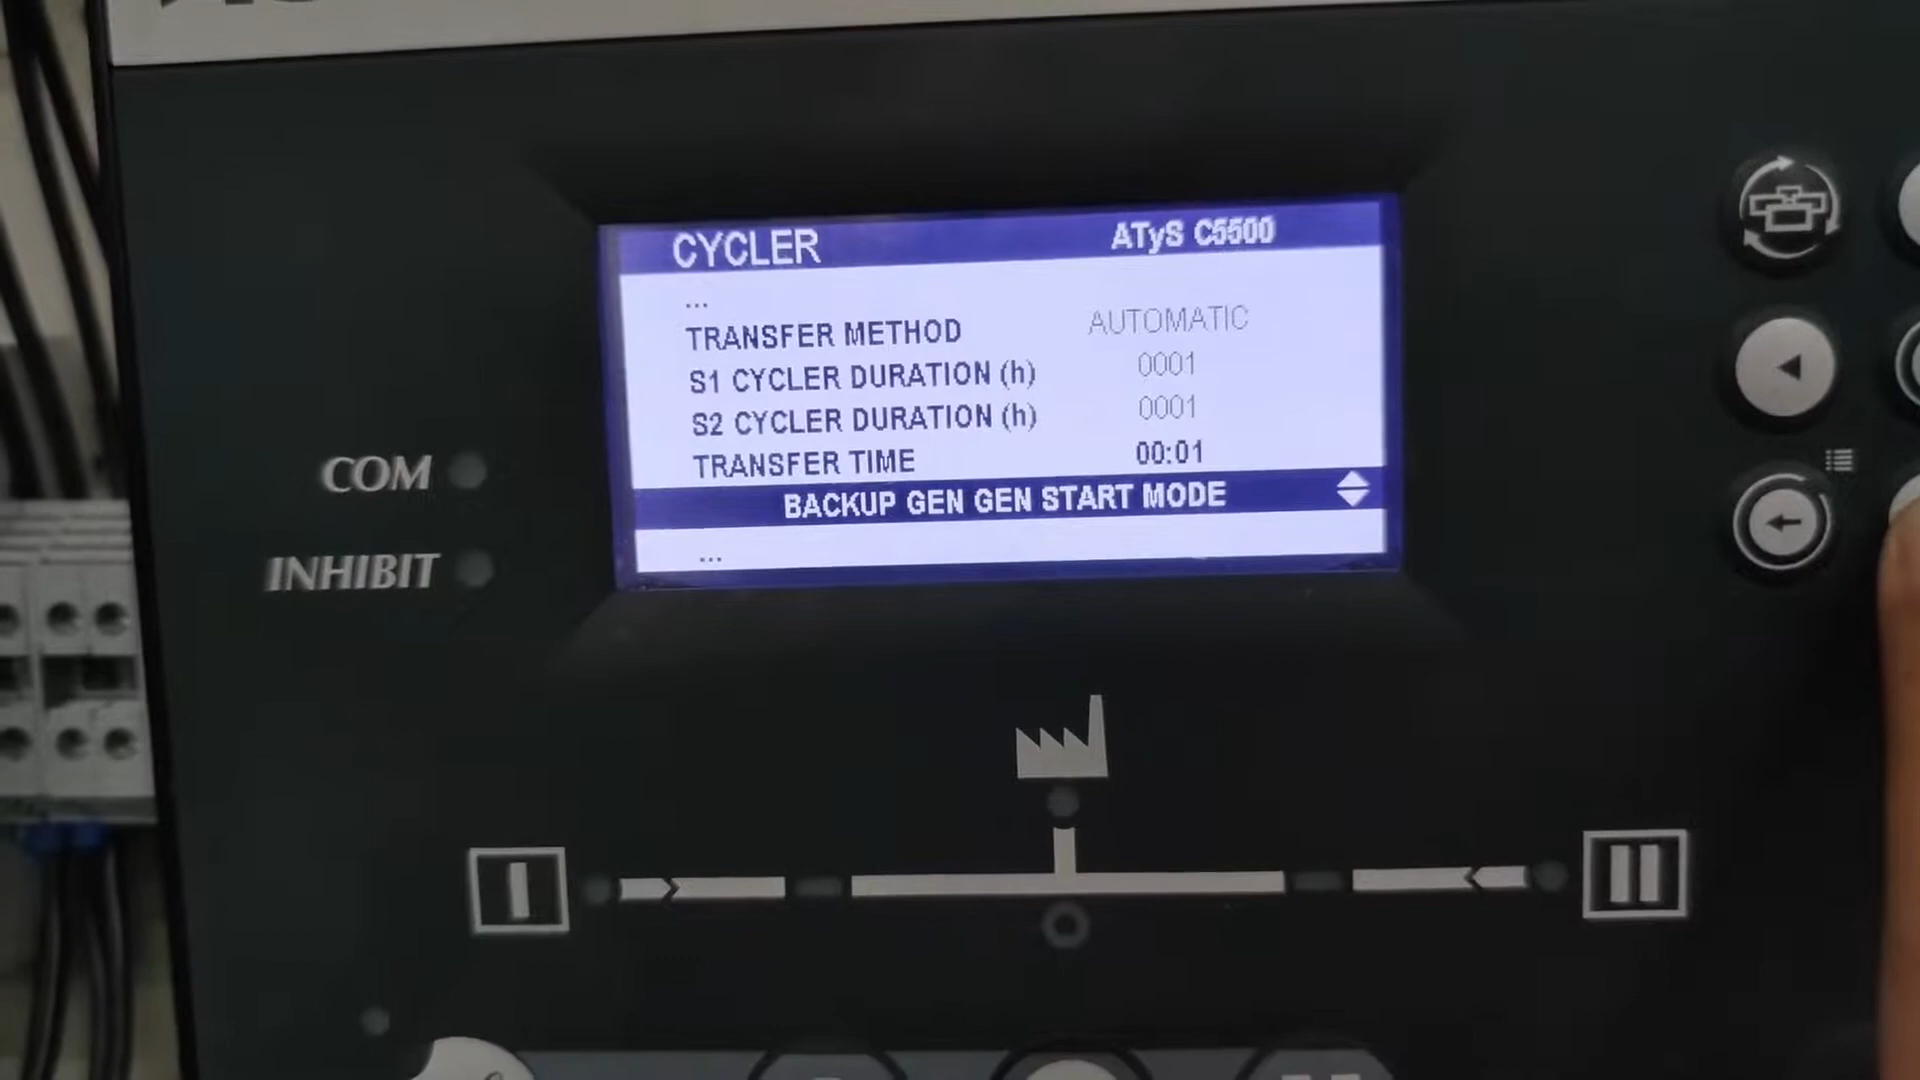 CYCLER ATyS C5500
...
TRANSFER METHOD AUTOMATIC
S1 CYCLER DURATION (h) 0001
S2 CYCLER DURATION (h) 0001
TRANSFER TIME 00:01
BACKUP GEN GEN START MODE
...
COM
INHIBIT
I
II